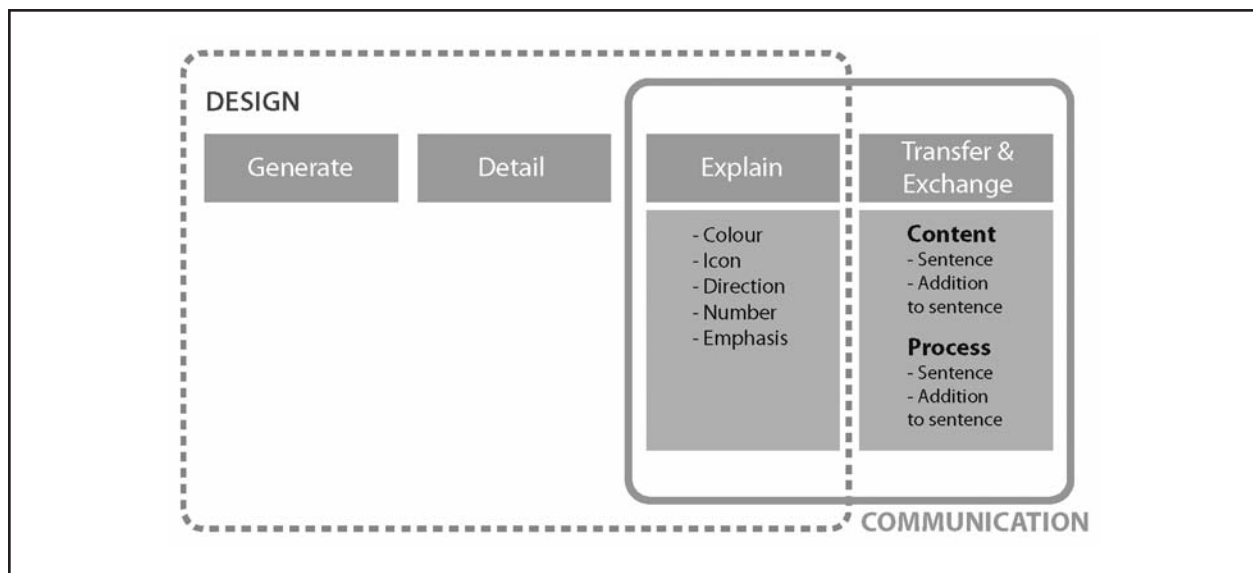 DESIGN
Generate
Detail
Explain
Transfer &
Exchange
- Colour
- Icon
- Direction
- Number
- Emphasis
Content
- Sentence
- Addition
to sentence
Process
- Sentence
- Addition
to sentence
COMMUNICATION